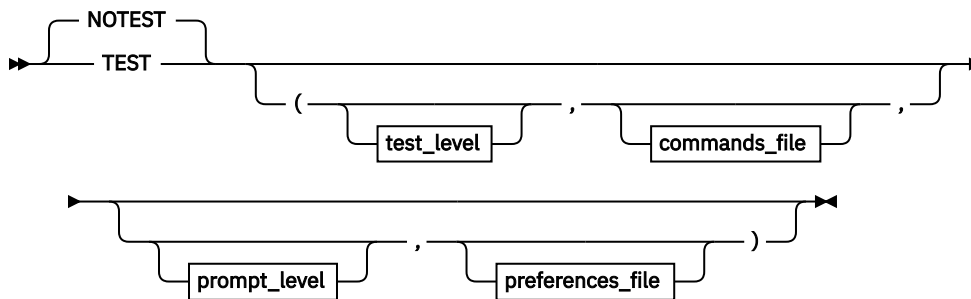 NOTEST
TEST
( , ,
test_level commands_file
, )
prompt_level preferences_file